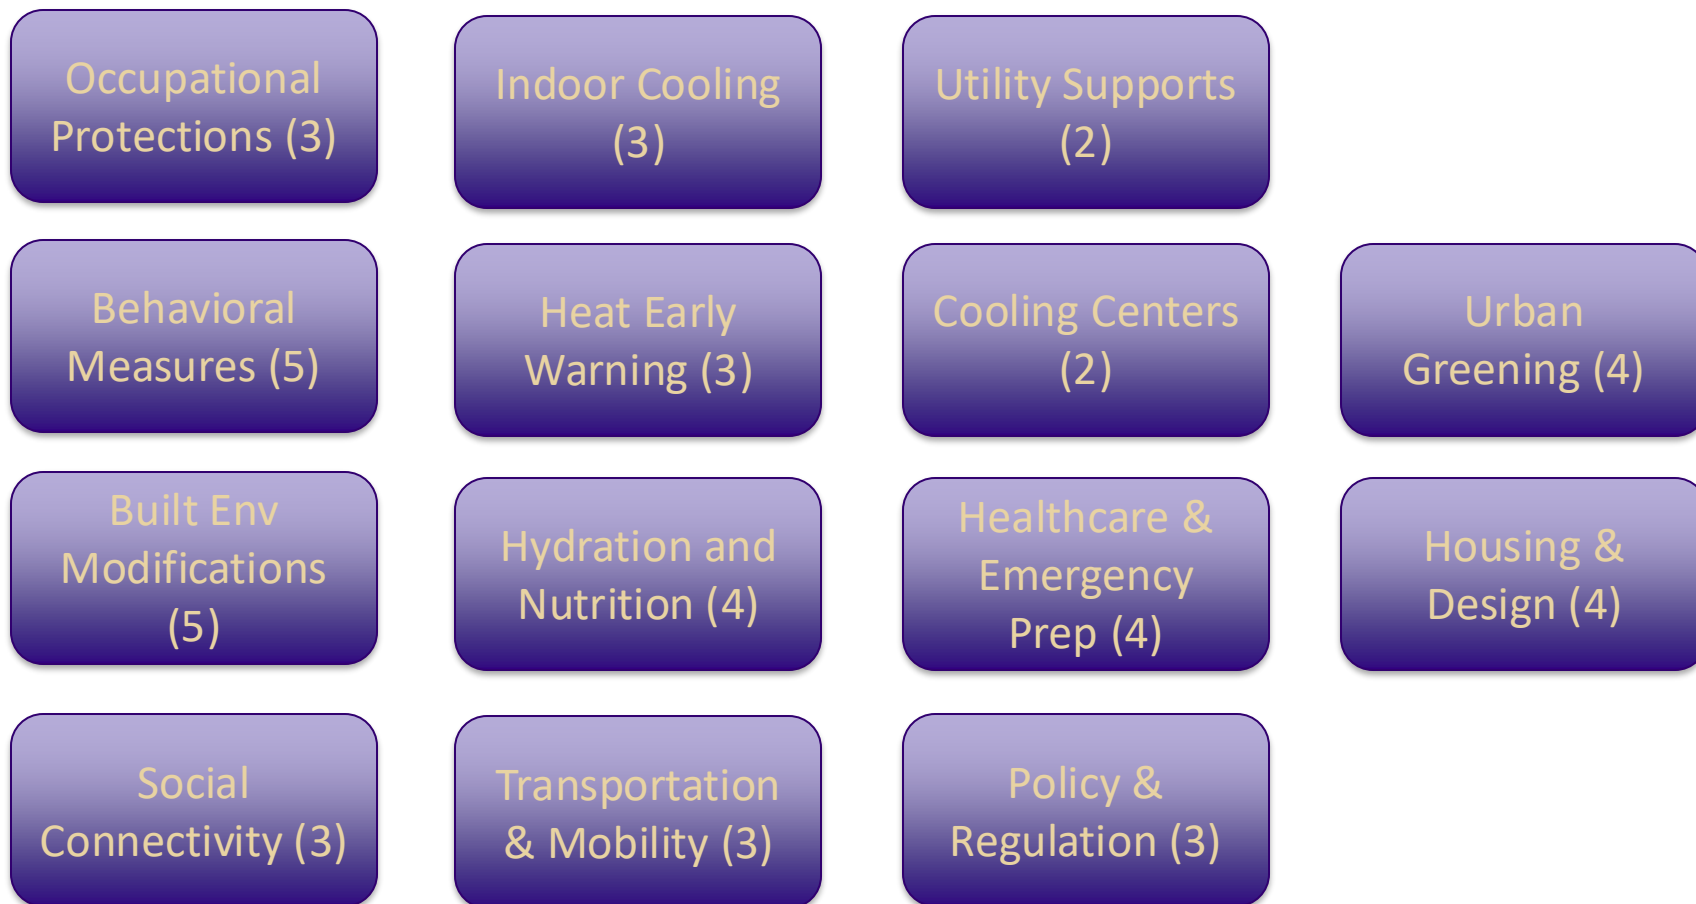 Occupational
Protections (3)
Indoor Cooling
(3)
Utility Supports
(2)
Behavioral
Measures (5)
Heat Early
Warning (3)
Cooling Centers
(2)
Urban
Greening (4)
Built Env
Modifications
(5)
Hydration and
Nutrition (4)
Healthcare &
Emergency
Prep (4)
Housing &
Design (4)
Social
Connectivity (3)
Transportation
& Mobility (3)
Policy &
Regulation (3)